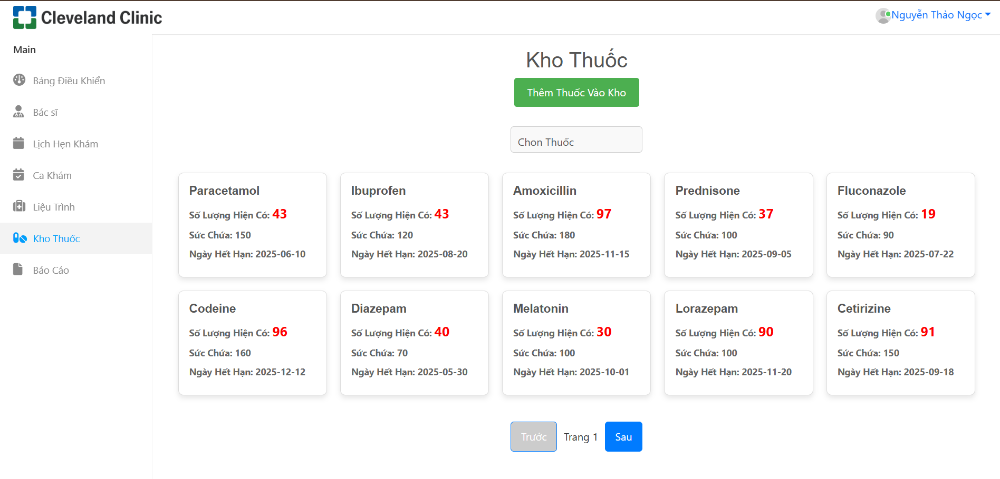 Cleveland Clinic
Nguyễn Thảo Ngọc
Main
Bảng Điều Khiển
Bác sĩ
Lịch Hẹn Khám
Ca Khám
Liệu Trình
Kho Thuốc
Báo Cáo
Kho Thuốc
Thêm Thuốc Vào Kho
Chon Thuốc
Paracetamol
Số Lượng Hiện Có: 43
Sức Chứa: 150
Ngày Hết Hạn: 2025-06-10
Ibuprofen
Số Lượng Hiện Có: 43
Sức Chứa: 120
Ngày Hết Hạn: 2025-08-20
Amoxicillin
Số Lượng Hiện Có: 97
Sức Chứa: 180
Ngày Hết Hạn: 2025-11-15
Prednisone
Số Lượng Hiện Có: 37
Sức Chứa: 100
Ngày Hết Hạn: 2025-09-05
Fluconazole
Số Lượng Hiện Có: 19
Sức Chứa: 90
Ngày Hết Hạn: 2025-07-22
Codeine
Số Lượng Hiện Có: 96
Sức Chứa: 160
Ngày Hết Hạn: 2025-12-12
Diazepam
Số Lượng Hiện Có: 40
Sức Chứa: 70
Ngày Hết Hạn: 2025-05-30
Melatonin
Số Lượng Hiện Có: 30
Sức Chứa: 100
Ngày Hết Hạn: 2025-10-01
Lorazepam
Số Lượng Hiện Có: 90
Sức Chứa: 100
Ngày Hết Hạn: 2025-11-20
Cetirizine
Số Lượng Hiện Có: 91
Sức Chứa: 150
Ngày Hết Hạn: 2025-09-18
Trước
Trang 1
Sau